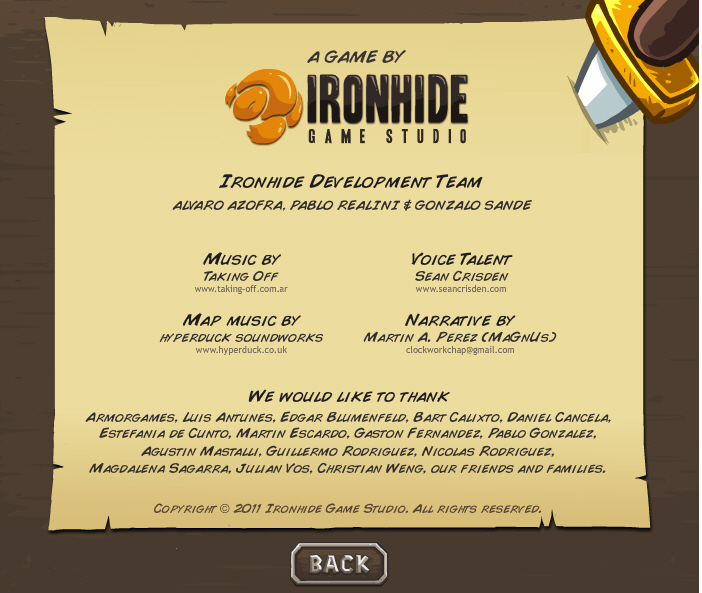 A GAME BY
IRONHIDE
GAME STUDIO
IRONHIDE DEVELOPMENT TEAM
ALVARO AZOFRA, PABLO REALINI & GONZALO SANDE
MUSIC BY
TAKING OFF
www.taking-off.com.ar
VOICE TALENT
SEAN CRISDEN
www.seancrisden.com
MAP MUSIC BY
HYPERDUCK SOUNDWORKS
www.hyperduck.co.uk
NARRATIVE BY
MARTIN A. PEREZ (MAGNUS)
clockworkchap@gmail.com
WE WOULD LIKE TO THANK
ARMORGAMES, LUIS ANTUNES, EDGAR BLUMENFELD, BART CALIXTO, DANIEL CANCELA,
ESTEFANIA DE CUNTO, MARTIN ESCARDO, GASTON FERNANDEZ, PABLO GONZALEZ,
AGUSTIN MASTALLI, GUILLERMO RODRIGUEZ, NICOLAS RODRIGUEZ,
MAGDALENA SAGARRA, JULIAN VOS, CHRISTIAN WENG, OUR FRIENDS AND FAMILIES.
COPYRIGHT © 2011 IRONHIDE GAME STUDIO. ALL RIGHTS RESERVED.
BACK